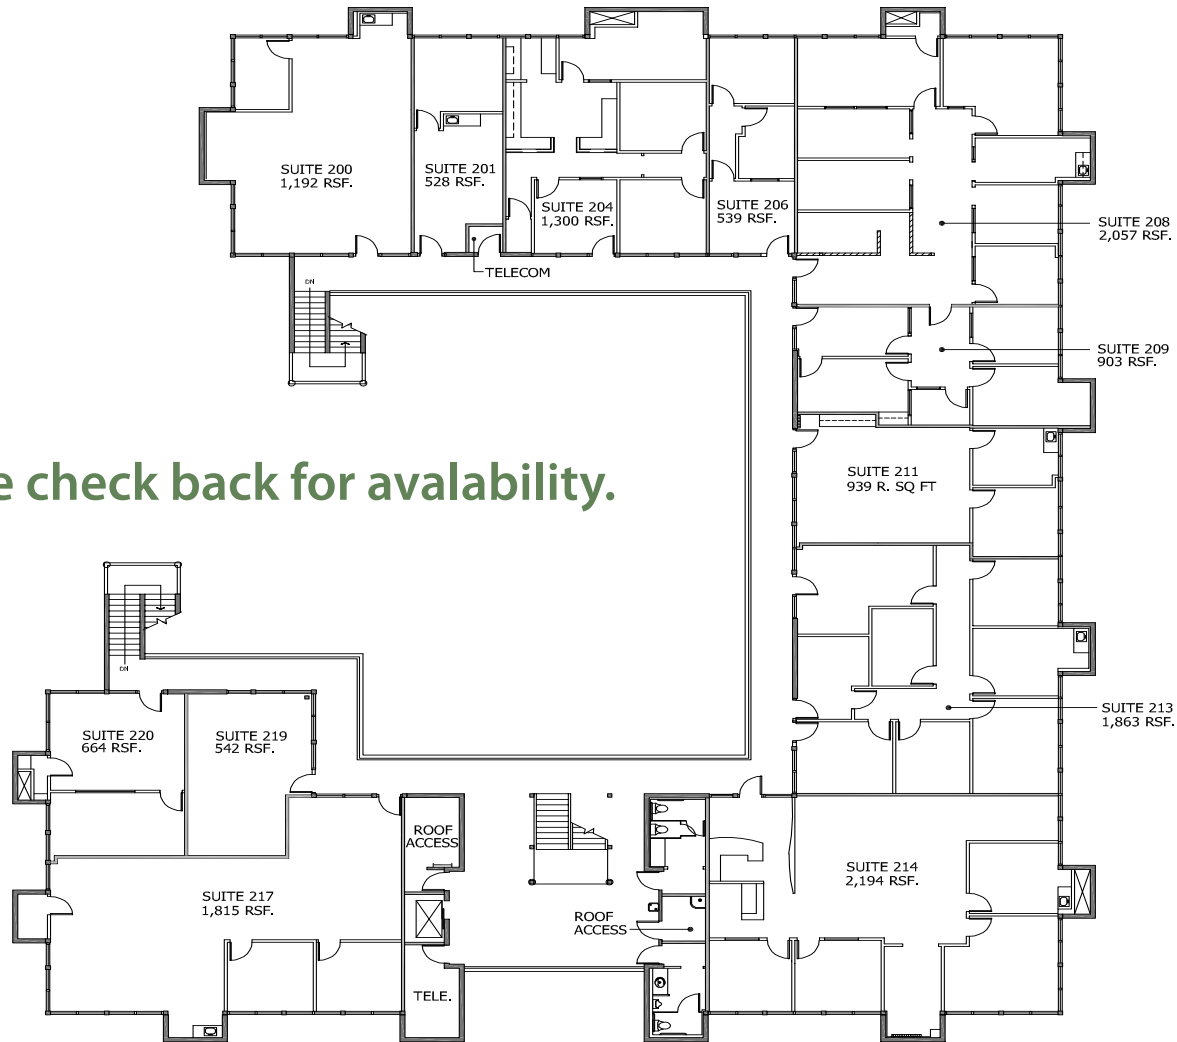 SUITE 200
1,192 RSF.
SUITE 201
528 RSF.
SUITE 204
1,300 RSF.
SUITE 206
539 RSF.
SUITE 208
2,057 RSF.
TELECOM
DN
SUITE 209
903 RSF.
e check back for avalability.
SUITE 211
939 R. SQ FT
DN
SUITE 213
1,863 RSF.
SUITE 220
664 RSF.
SUITE 219
542 RSF.
ROOF
ACCESS
SUITE 214
2,194 RSF.
SUITE 217
1,815 RSF.
ROOF
ACCESS
TELE.